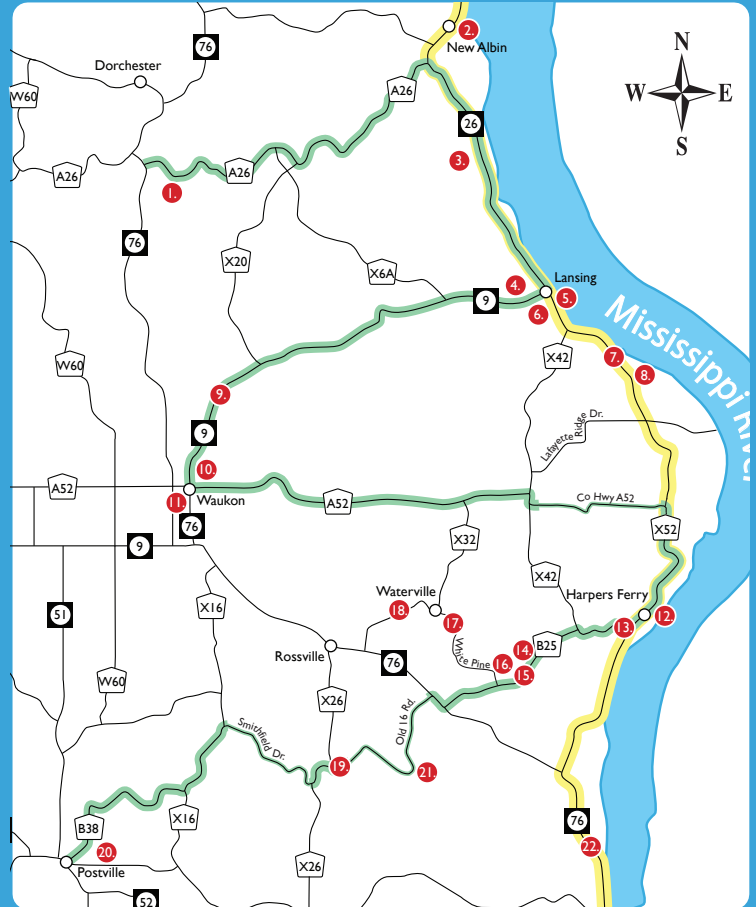 2.
New Albin
76
Dorchester
N
W
E
S
W60
A26
26
A26
A26
3.
1.
76
X20
X6A
Lansing
4.
5.
9
6.
Mississippi River
W60
X42
7.
8.
9.
Lafayette Ridge Dr.
9
10.
A52
11.
Waukon
A52
Co Hwy A52
76
X52
9
X32
X42
Harpers Ferry
Waterville
51
X16
18.
17.
13.
12.
Rossville
76
White Pine
14.
B25
16.
15.
W60
X26
Old 16 Rd.
Smithfield Dr.
19.
21.
X16
76
B38
20.
22.
Postville
X26
52